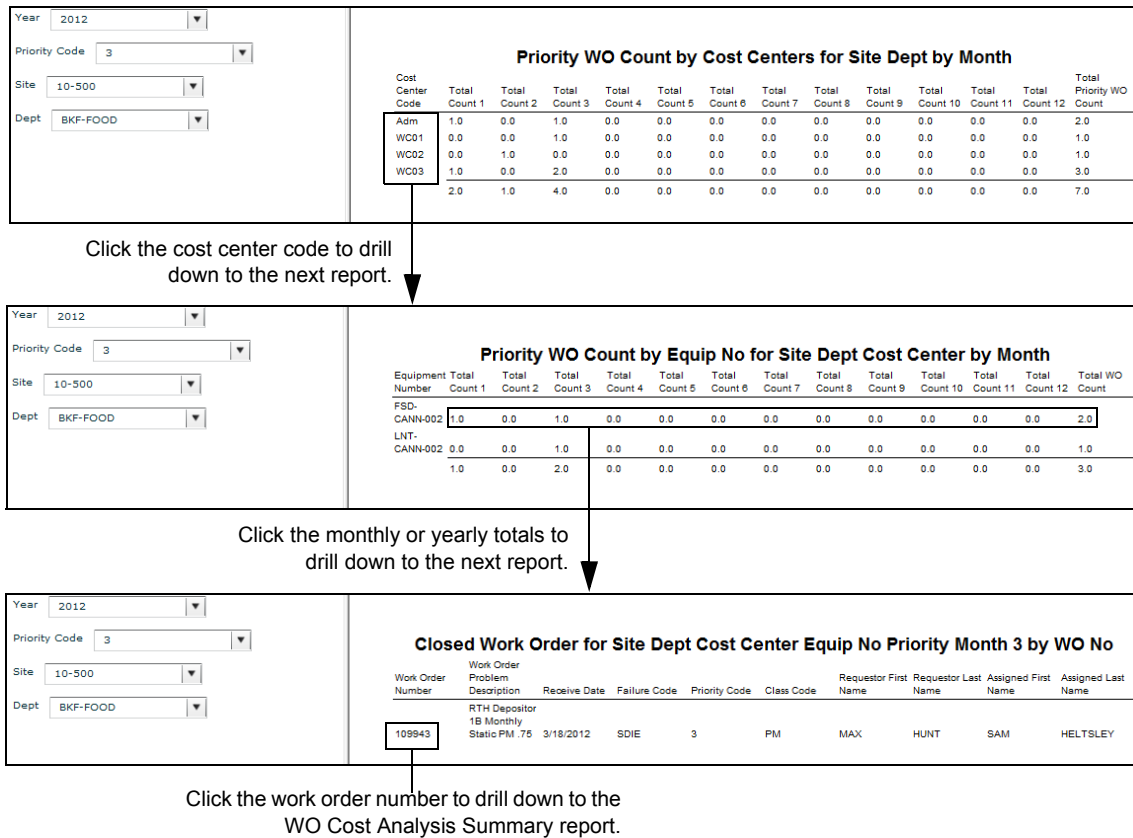 Year 2012
Priority Code 3
Site 10-500
Dept BKF-FOOD
Priority WO Count by Cost Centers for Site Dept by Month
Cost Center Code Total Count 1 Total Count 2 Total Count 3 Total Count 4 Total Count 5 Total Count 6 Total Count 7 Total Count 8 Total Count 9 Total Count 10 Total Count 11 Total Count 12 Total Priority WO Count
Adm 1.0 0.0 1.0 0.0 0.0 0.0 0.0 0.0 0.0 0.0 0.0 0.0 2.0
WC01 0.0 0.0 1.0 0.0 0.0 0.0 0.0 0.0 0.0 0.0 0.0 0.0 1.0
WC02 0.0 1.0 0.0 0.0 0.0 0.0 0.0 0.0 0.0 0.0 0.0 0.0 1.0
WC03 1.0 0.0 2.0 0.0 0.0 0.0 0.0 0.0 0.0 0.0 0.0 0.0 3.0
2.0 1.0 4.0 0.0 0.0 0.0 0.0 0.0 0.0 0.0 0.0 0.0 7.0
Click the cost center code to drill
down to the next report.
Year 2012
Priority Code 3
Site 10-500
Dept BKF-FOOD
Priority WO Count by Equip No for Site Dept Cost Center by Month
Equipment Number Total Count 1 Total Count 2 Total Count 3 Total Count 4 Total Count 5 Total Count 6 Total Count 7 Total Count 8 Total Count 9 Total Count 10 Total Count 11 Total Count 12 Total WO Count
FSD-
CANN-002 1.0 0.0 1.0 0.0 0.0 0.0 0.0 0.0 0.0 0.0 0.0 0.0 2.0
LNT-
CANN-002 0.0 0.0 1.0 0.0 0.0 0.0 0.0 0.0 0.0 0.0 0.0 0.0 1.0
1.0 0.0 2.0 0.0 0.0 0.0 0.0 0.0 0.0 0.0 0.0 0.0 3.0
Click the monthly or yearly totals to
drill down to the next report.
Year 2012
Priority Code 3
Site 10-500
Dept BKF-FOOD
Closed Work Order for Site Dept Cost Center Equip No Priority Month 3 by WO No
Work Order Number Work Order Problem Description Receive Date Failure Code Priority Code Class Code Requestor First Name Requestor Last Name Assigned First Name Assigned Last Name
RTH Depositor
1B Monthly
109943 Static PM .75 3/18/2012 SDIE 3 PM MAX HUNT SAM HELTSLEY
Click the work order number to drill down to the
WO Cost Analysis Summary report.